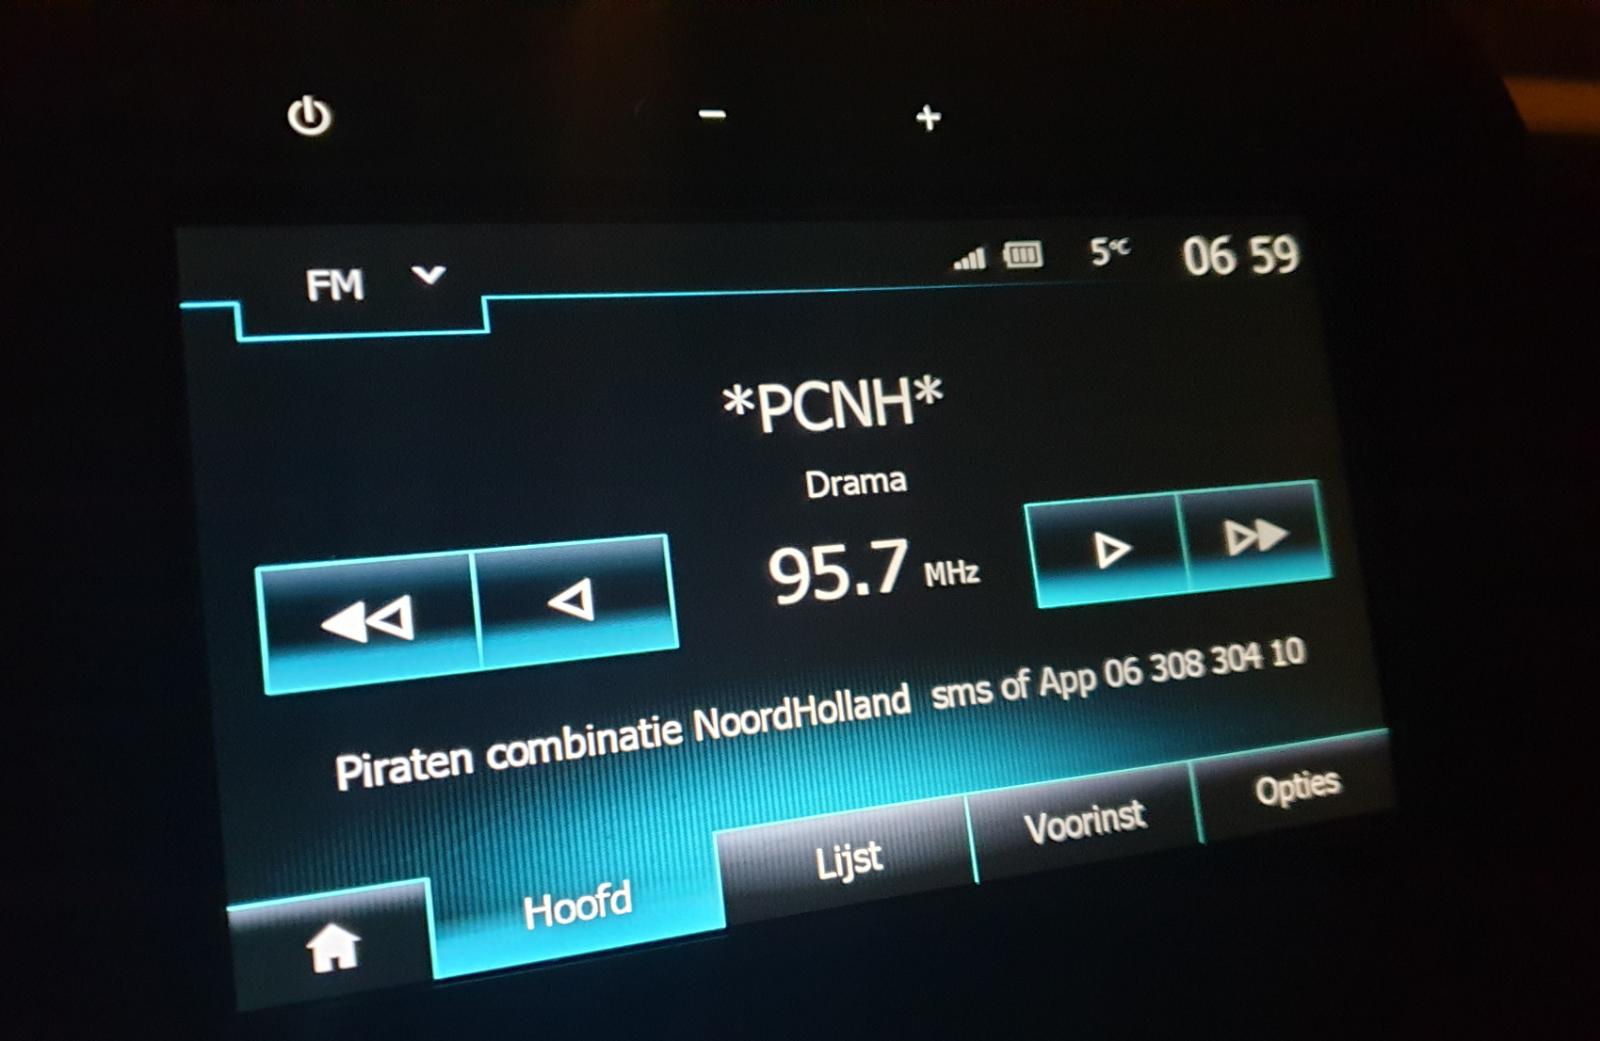 FM
5°C
06 59
*PCNH*
Drama
95.7 MHz
Piraten combinatie NoordHolland sms of App 06 308 304 10
Hoofd
Lijst
Voorinst
Opties